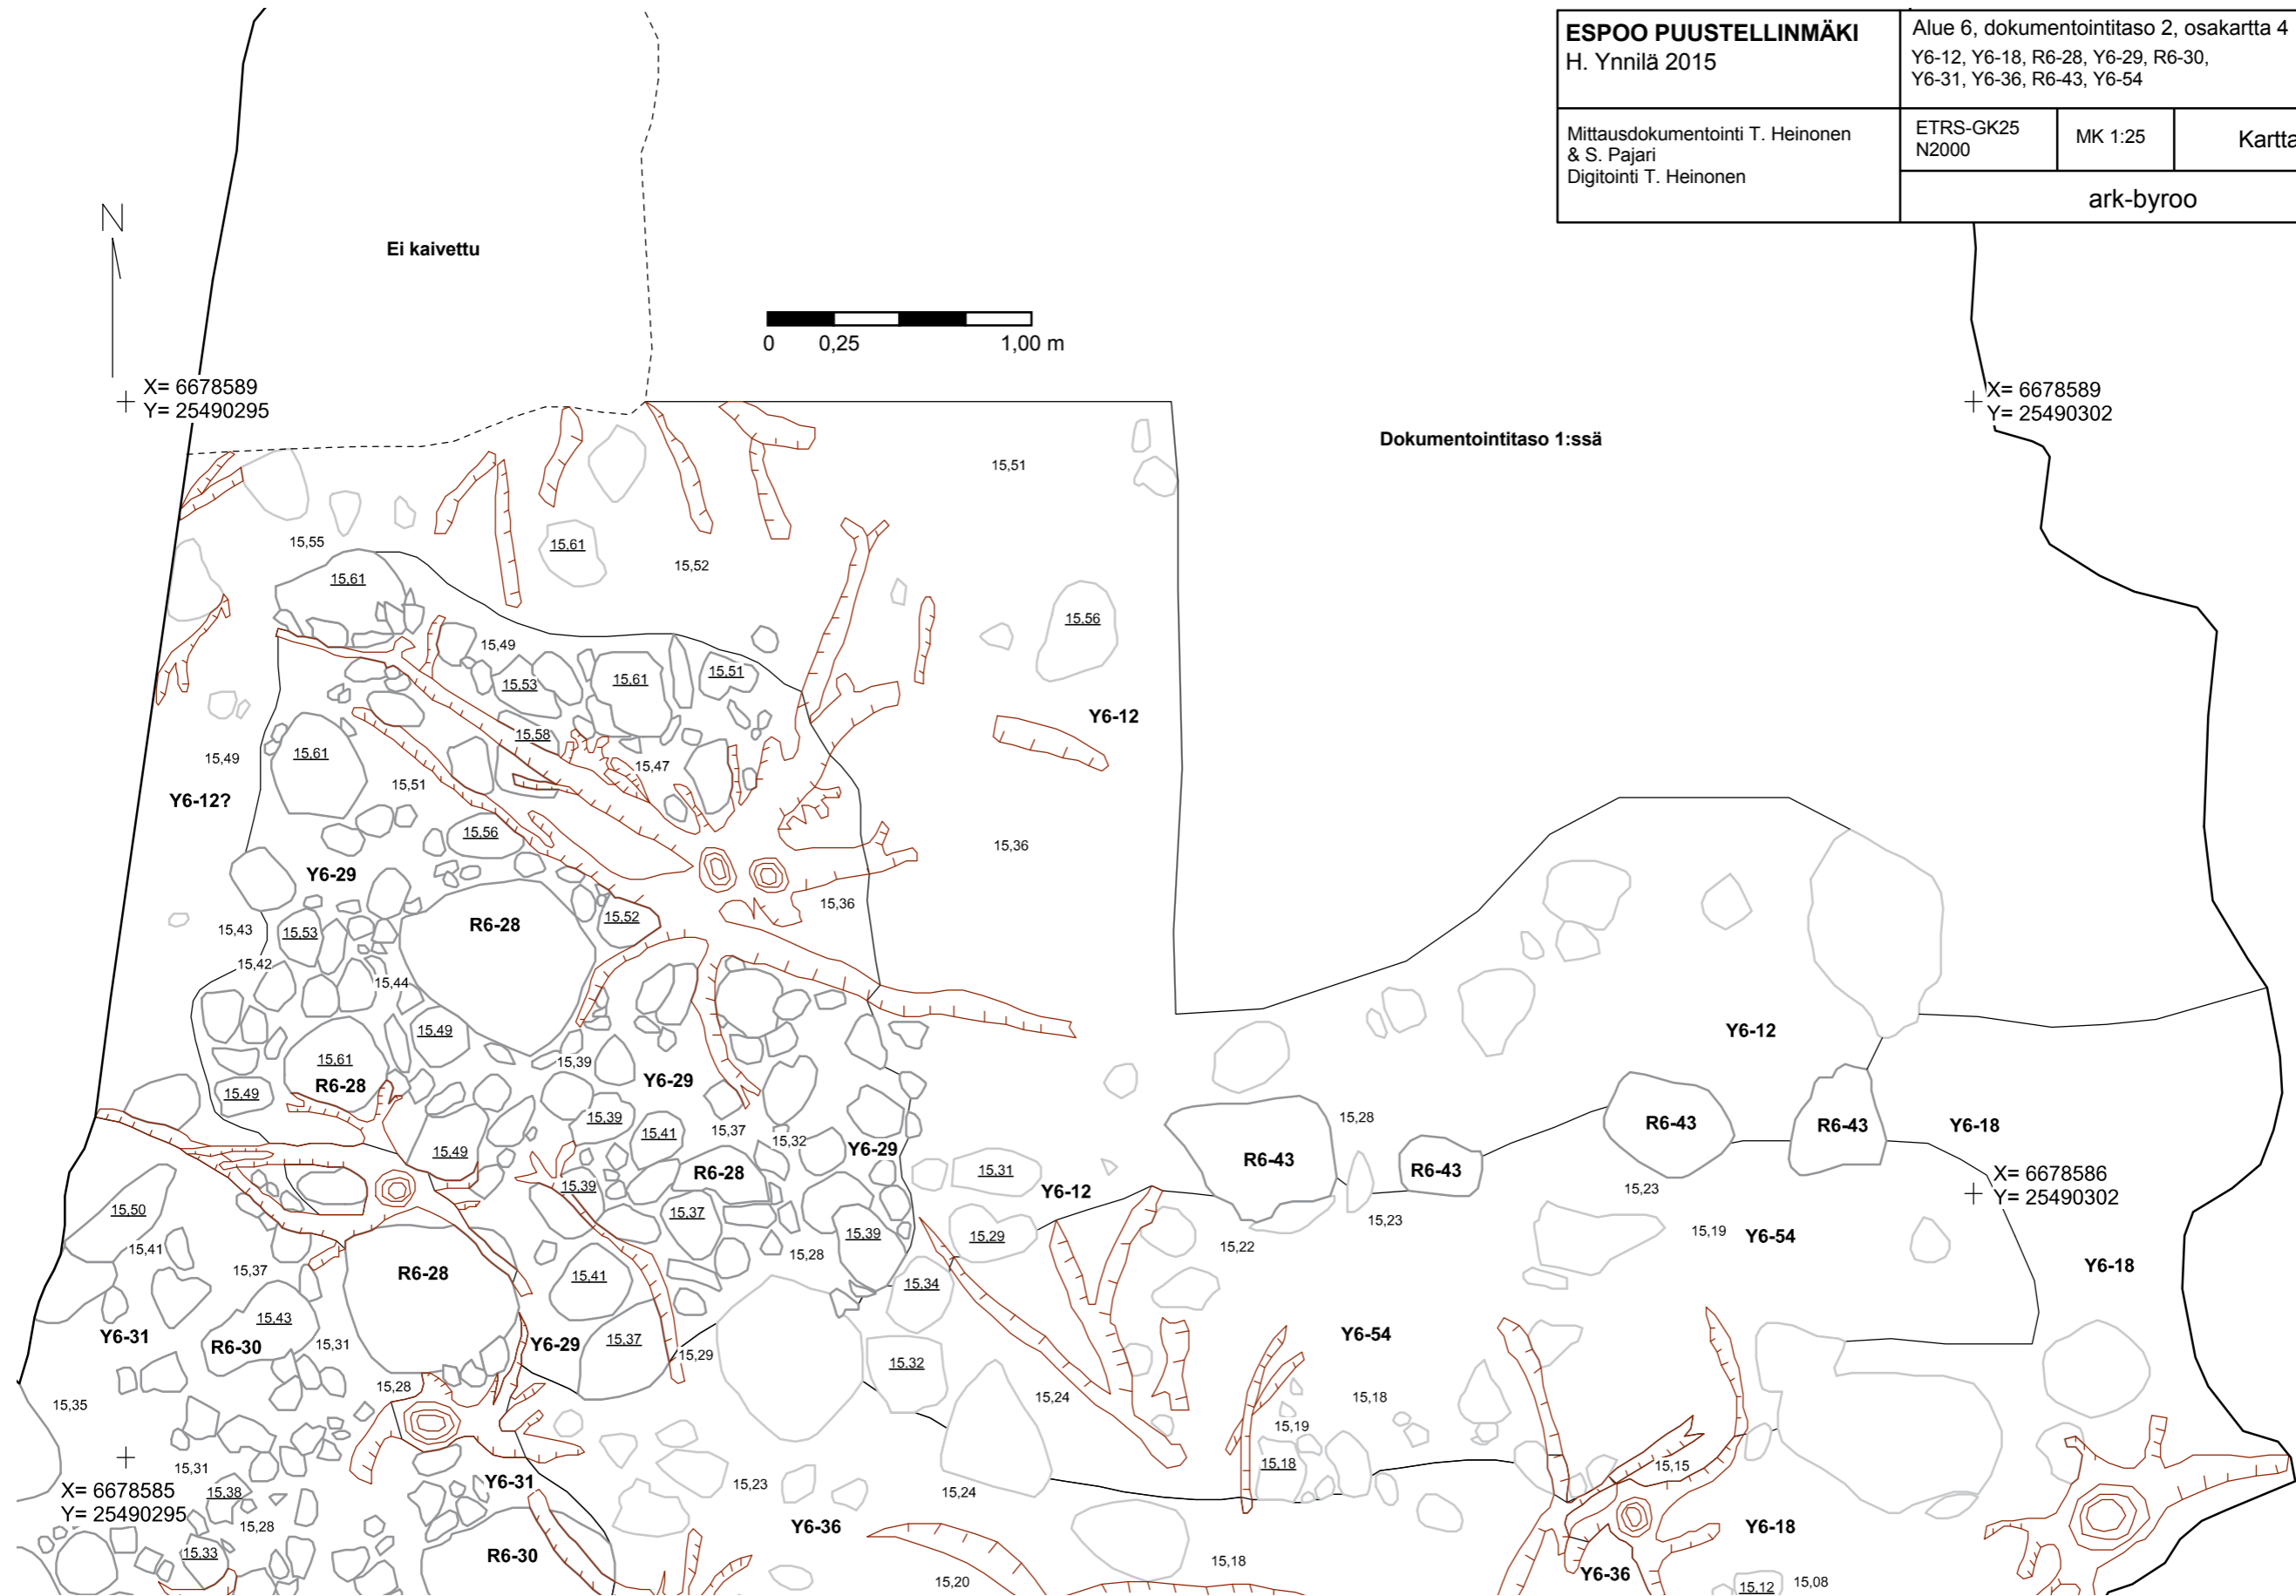 ESPOO PUUSTELLINMÄKI
H. Ynnilä 2015
Alue 6, dokumentointitaso 2, osakartta 4
Y6-12, Y6-18, R6-28, Y6-29, R6-30,
Y6-31, Y6-36, R6-43, Y6-54
Mittausdokumentointi T. Heinonen
& S. Pajari
Digitointi T. Heinonen
ETRS-GK25
N2000
MK 1:25
Kartta
ark-byroo
N
Ei kaivettu
0 0,25 1,00 m
X= 6678589
Y= 25490295
X= 6678589
Y= 25490302
Dokumentointitaso 1:ssä
15,51
15,55
15,61
15,52
15,61
15,56
15,49
15,53
15,61
15,51
Y6-12
15,49
15,61
15,58
15,47
15,51
Y6-12?
15,56
15,36
Y6-29
15,36
15,43
15,53
R6-28
15,52
15,42
15,44
15,49
Y6-12
15,61
R6-28
15,39
Y6-29
15,49
15,39
15,41
15,37
15,32
Y6-29
15,28
R6-43
R6-43
Y6-18
15,49
R6-28
15,31
R6-43
R6-43
15,39
Y6-12
15,23
X= 6678586
Y= 25490302
15,50
15,37
15,39
15,29
15,22
15,23
15,19
Y6-54
15,41
15,28
15,37
R6-28
15,41
15,34
Y6-18
15,43
Y6-31
R6-30
15,31
Y6-29
15,37
15,29
15,32
Y6-54
15,28
15,35
15,24
15,18
15,19
15,31
15,18
15,15
X= 6678585
Y= 25490295
15,38
Y6-31
15,23
15,24
15,28
Y6-36
Y6-18
15,33
R6-30
15,20
15,18
Y6-36
15,12
15,08